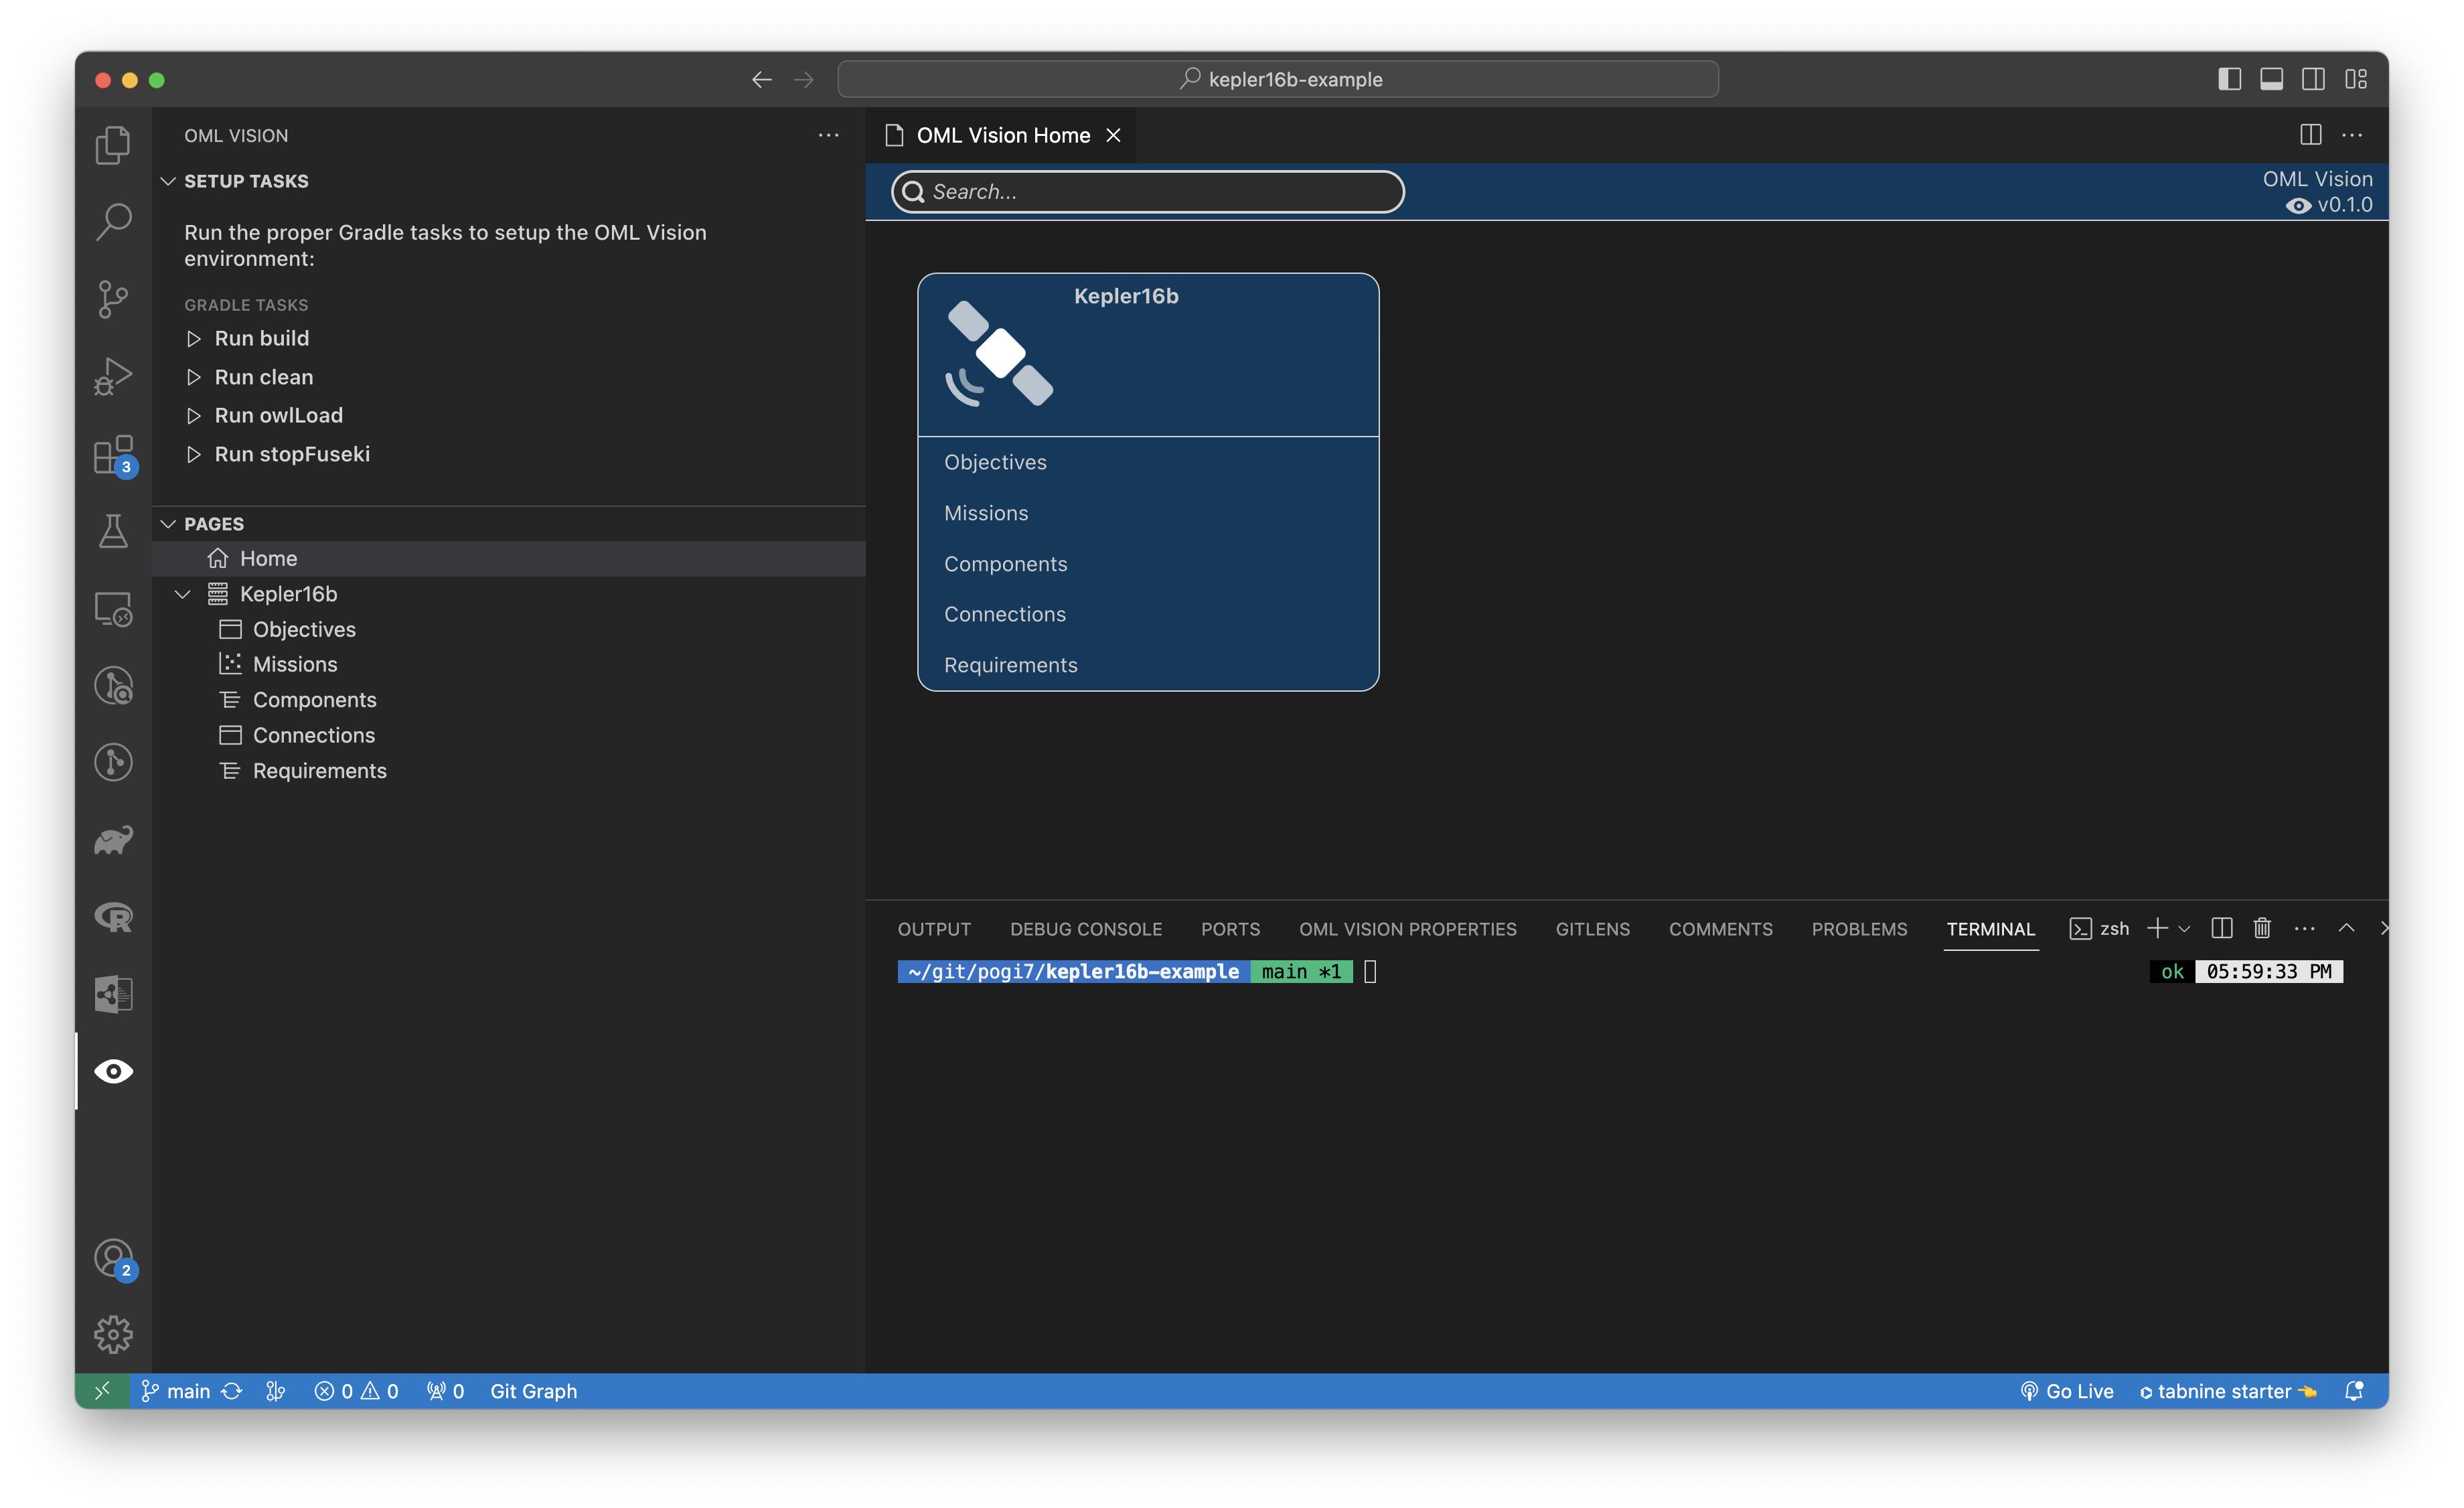 kepler16b-example
OML VISION
SETUP TASKS
Run the proper Gradle tasks to setup the OML Vision
environment:
GRADLE TASKS
Run build
Run clean
Run owlLoad
Run stopFuseki
3
PAGES
Home
Kepler16b
Objectives
Missions
Components
Connections
Requirements
2
OML Vision Home
Search...
OML Vision
v0.1.0
Kepler16b
Objectives
Missions
Components
Connections
Requirements
OUTPUT DEBUG CONSOLE PORTS OML VISION PROPERTIES GITLENS COMMENTS PROBLEMS TERMINAL zsh
~/git/pogi7/kepler16b-example main *1 ok 05:59:33 PM
main 0 0 0 Git Graph Go Live tabnine starter